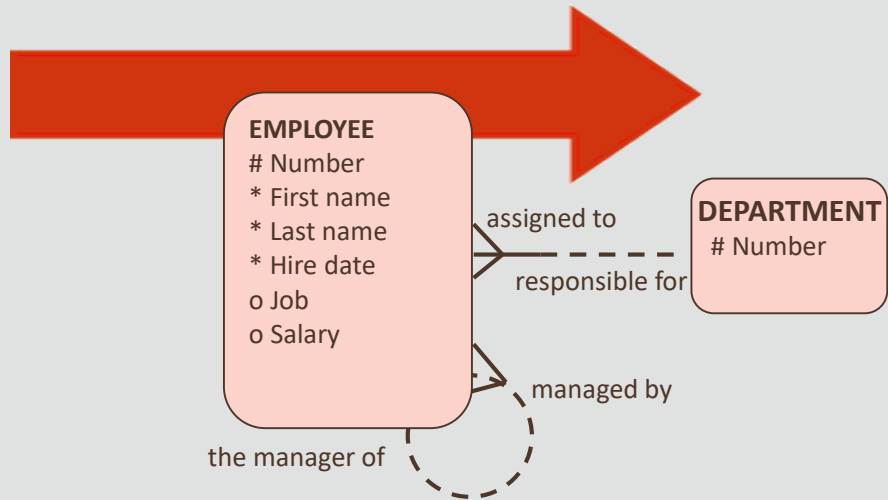 EMPLOYEE
# Number
* First name
* Last name
* Hire date
o Job
o Salary
assigned to
responsible for
DEPARTMENT
# Number
managed by
the manager of